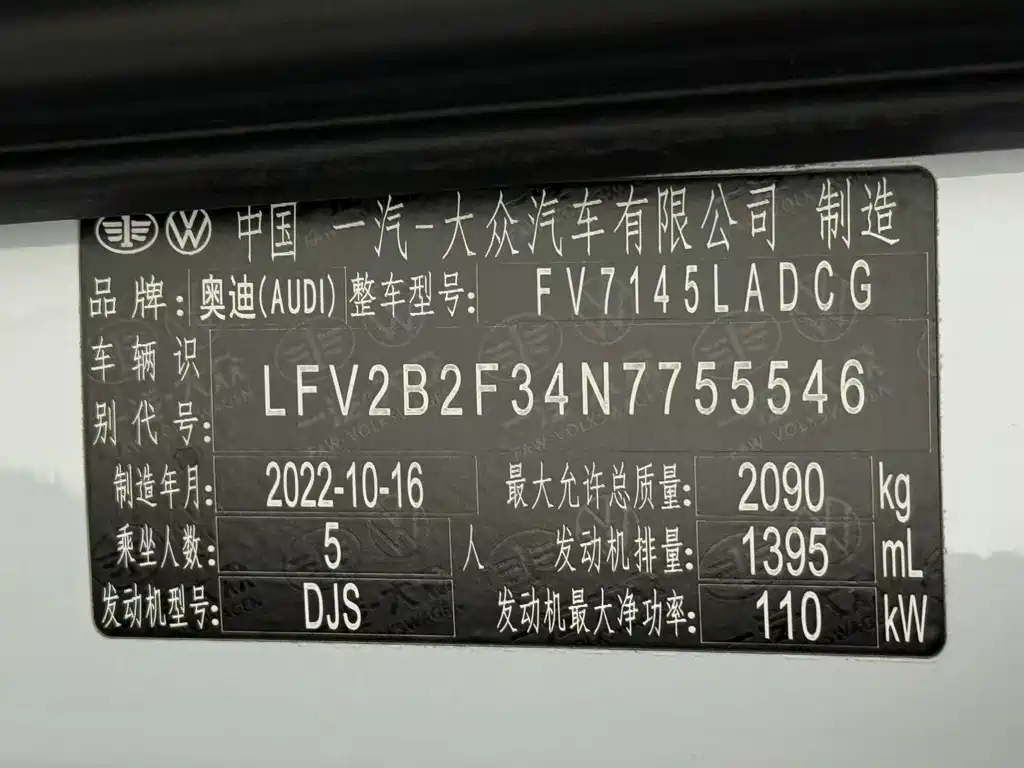 中国 一汽-大众汽车有限公司 制造
品牌: 奥迪(AUDI) 整车型号: FV7145LADCG
车辆识别代号: LFV2B2F34N7755546
制造年月: 2022-10-16 最大允许总质量: 2090 kg
乘坐人数: 5 人 发动机排量: 1395 mL
发动机型号: DJS 发动机最大净功率: 110 kW